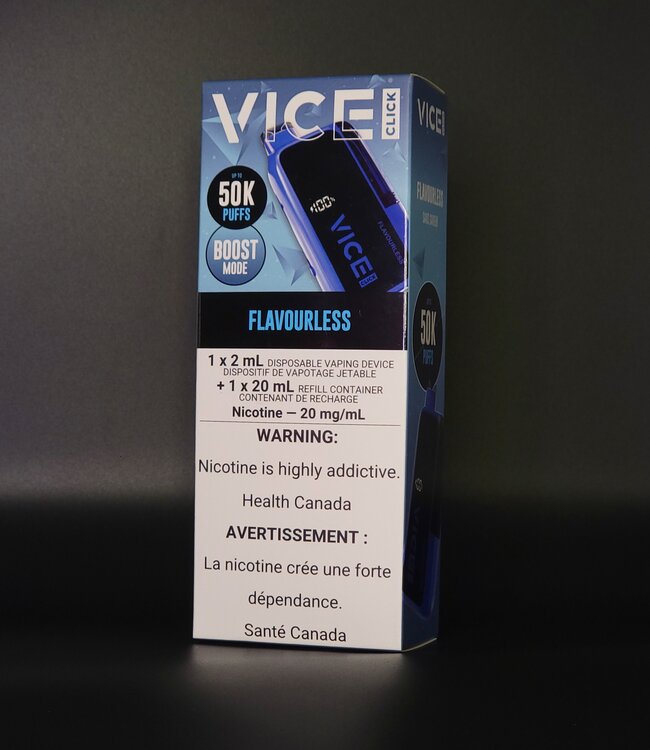 VICE CLICK
UP TO
50K
PUFFS
BOOST
MODE
100%
VICE
CLICK
FLAVOURLESS
FLAVOURLESS
1 x 2 mL DISPOSABLE VAPING DEVICE
DISPOSITIF DE VAPOTAGE JETABLE
+ 1 x 20 mL REFILL CONTAINER
CONTENANT DE RECHARGE
Nicotine — 20 mg/mL
WARNING:
Nicotine is highly addictive.
Health Canada
AVERTISSEMENT :
La nicotine crée une forte
dépendance.
Santé Canada
VICE
FLAVOURLESS
50K
PUFFS